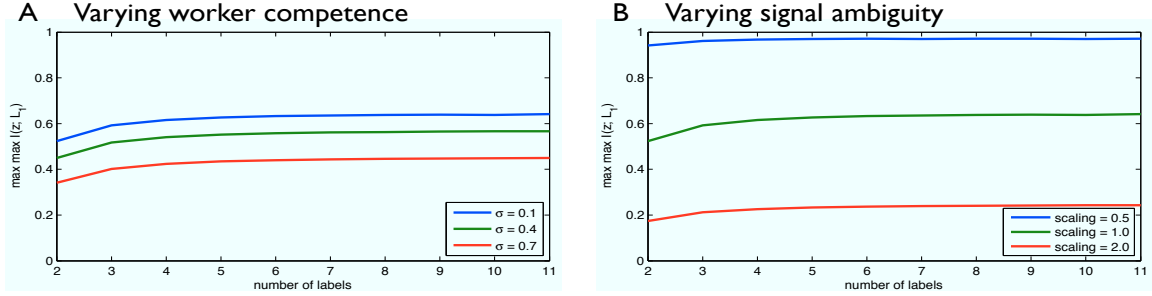 A Varying worker competence
max max I(z; L₁)
1
0.8
0.6
0.4
0.2
0
2 3 4 5 6 7 8 9 10 11
number of labels
σ = 0.1
σ = 0.4
σ = 0.7
B Varying signal ambiguity
max max I(z; L₁)
1
0.8
0.6
0.4
0.2
0
2 3 4 5 6 7 8 9 10 11
number of labels
scaling = 0.5
scaling = 1.0
scaling = 2.0